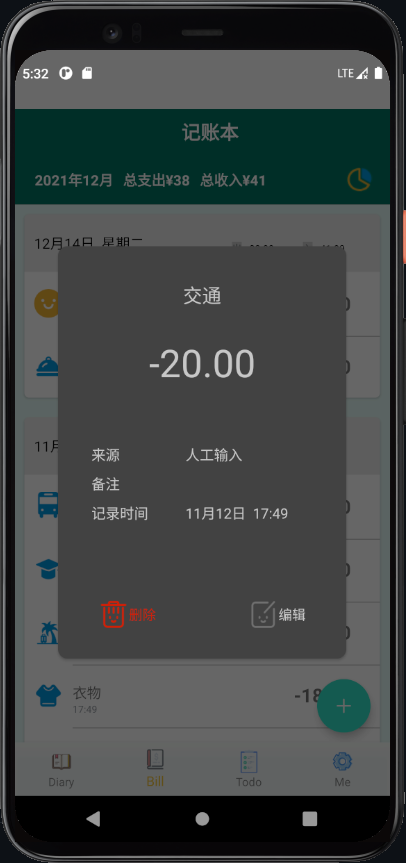 5:32
LTE
记账本
2021年12月 总支出¥38 总收入¥41
12月14日 星期二
交通
-20.00
来源 人工输入
备注
记录时间 11月12日 17:49
删除 编辑
衣物
17:49
-18
+
Diary Bill Todo Me